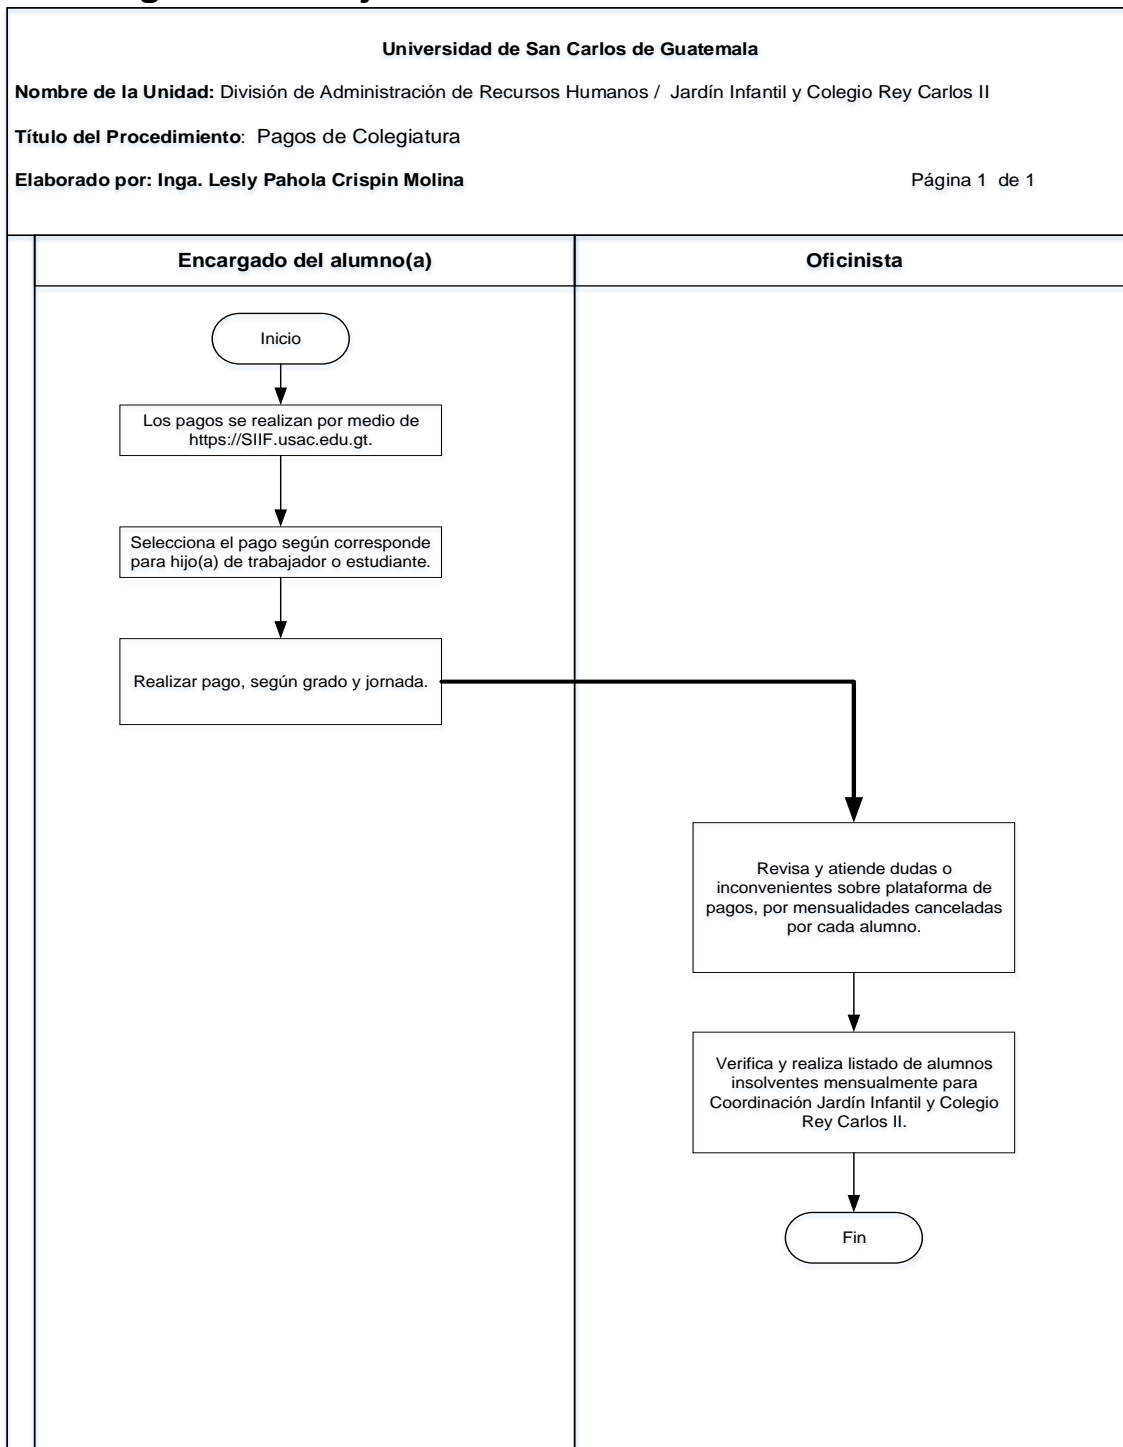 Universidad de San Carlos de Guatemala
Nombre de la Unidad: División de Administración de Recursos Humanos / Jardín Infantil y Colegio Rey Carlos II
Título del Procedimiento: Pagos de Colegiatura
Elaborado por: Inga. Lesly Pahola Crispin Molina Página 1 de 1
Encargado del alumno(a) Oficinista
Inicio
Los pagos se realizan por medio de
https://SIIF.usac.edu.gt.
Selecciona el pago según corresponde
para hijo(a) de trabajador o estudiante.
Realizar pago, según grado y jornada.
Revisa y atiende dudas o
inconvenientes sobre plataforma de
pagos, por mensualidades canceladas
por cada alumno.
Verifica y realiza listado de alumnos
insolventes mensualmente para
Coordinación Jardín Infantil y Colegio
Rey Carlos II.
Fin